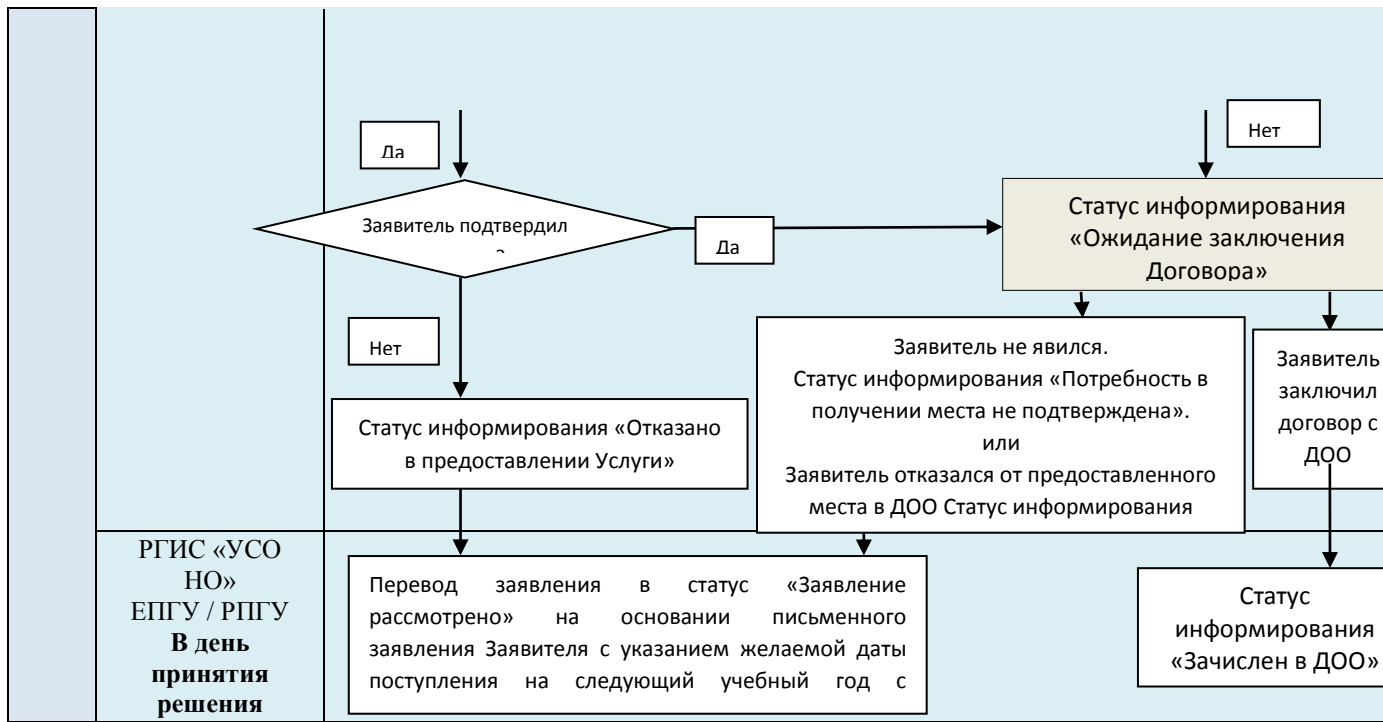 Да
Нет
Заявитель подтвердил
?
Да
Статус информирования
«Ожидание заключения
Договора»
Нет
Заявитель не явился.
Статус информирования «Потребность в
получении места не подтверждена».
или
Заявитель отказался от предоставленного
места в ДОО Статус информирования
Заявитель
заключил
договор с
ДОО
Статус информирования «Отказано
в предоставлении Услуги»
РГИС «УСО
НО»
ЕПГУ / РПГУ
В день
принятия
решения
Перевод заявления в статус «Заявление
рассмотрено» на основании письменного
заявления Заявителя с указанием желаемой даты
поступления на следующий учебный год с
Статус
информирования
«Зачислен в ДОО»